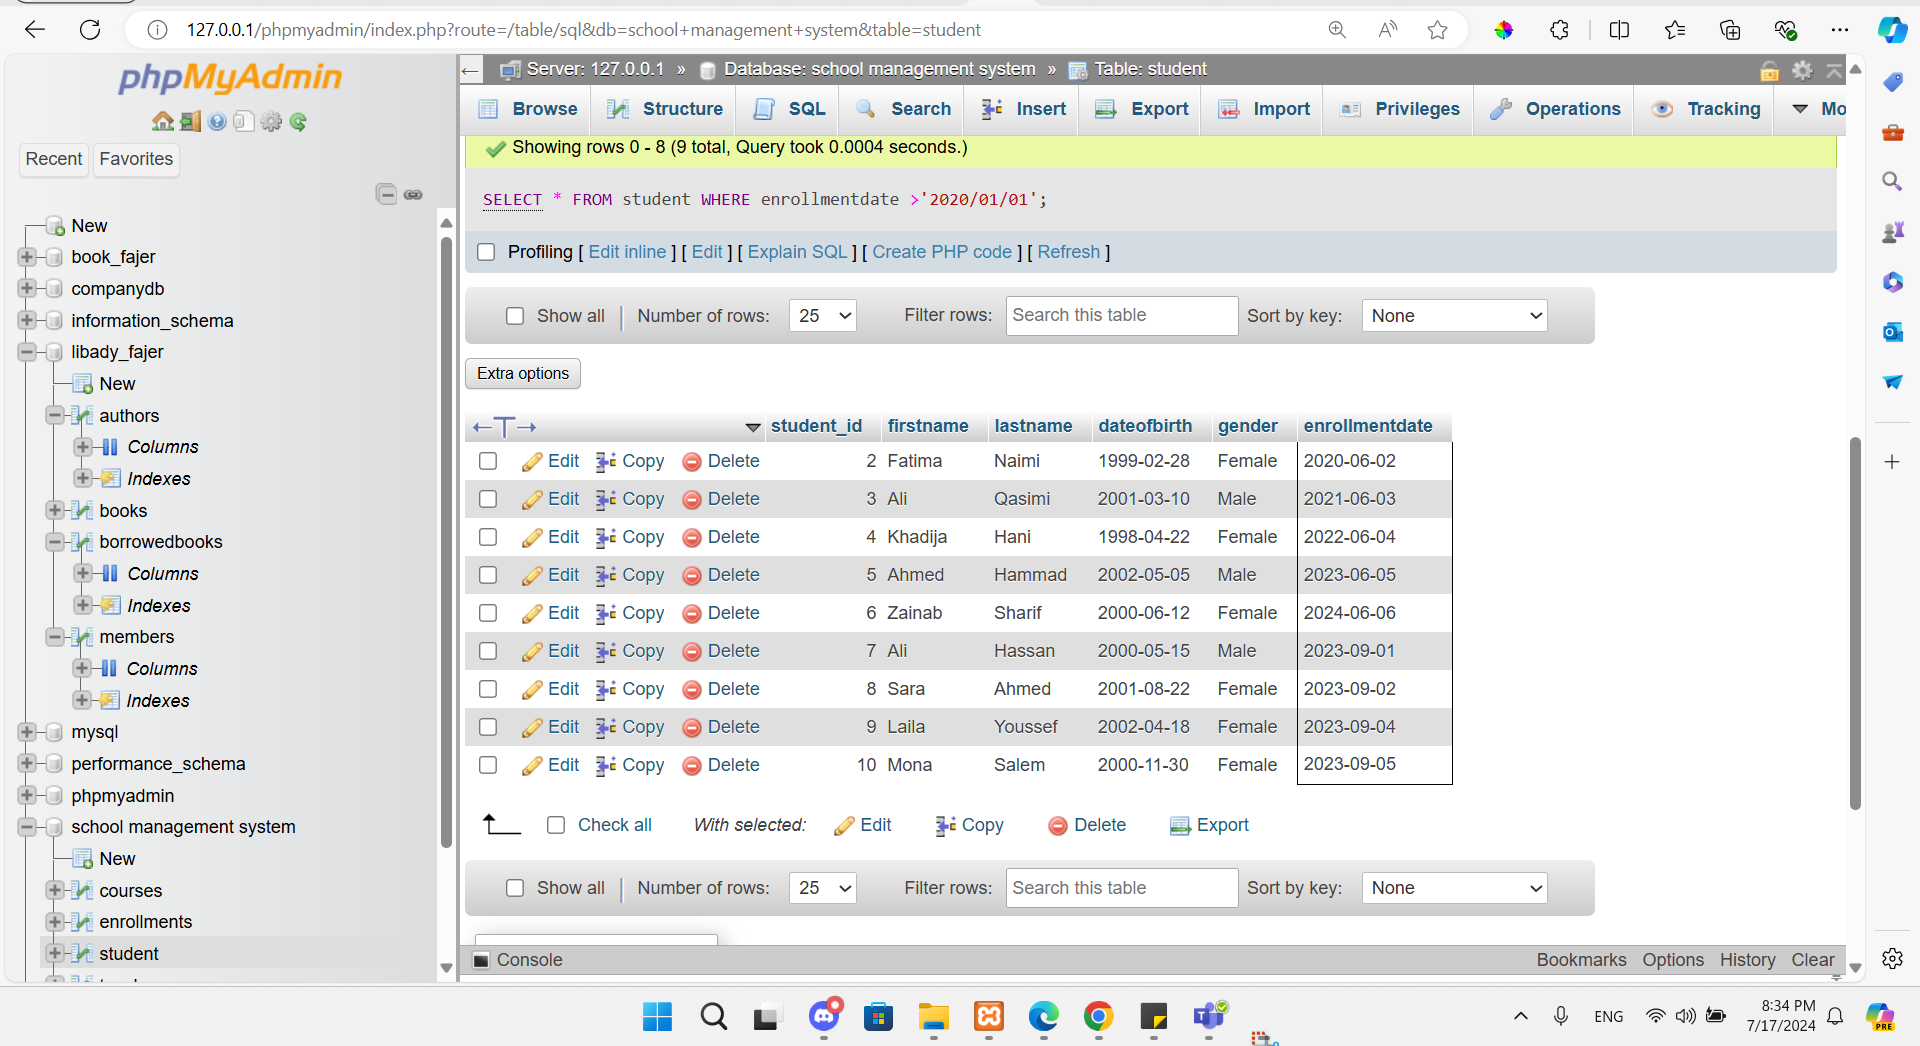 127.0.0.1/phpmyadmin/index.php?route=/table/sql&db=school+management+system&table=student
phpMyAdmin
Recent Favorites
New
book_fajer
companydb
information_schema
libady_fajer
New
authors
Columns
Indexes
books
borrowedbooks
Columns
Indexes
members
Columns
Indexes
mysql
performance_schema
phpmyadmin
school management system
New
courses
enrollments
student
Server: 127.0.0.1 » Database: school management system » Table: student
Browse Structure SQL Search Insert Export Import Privileges Operations Tracking Mo
Showing rows 0 - 8 (9 total, Query took 0.0004 seconds.)
SELECT * FROM student WHERE enrollmentdate >'2020/01/01';
Profiling [ Edit inline ] [ Edit ] [ Explain SQL ] [ Create PHP code ] [ Refresh ]
Show all | Number of rows: 25 Filter rows: Search this table Sort by key: None
Extra options
←T→ student_id firstname lastname dateofbirth gender enrollmentdate
Edit Copy Delete 2 Fatima Naimi 1999-02-28 Female 2020-06-02
Edit Copy Delete 3 Ali Qasimi 2001-03-10 Male 2021-06-03
Edit Copy Delete 4 Khadija Hani 1998-04-22 Female 2022-06-04
Edit Copy Delete 5 Ahmed Hammad 2002-05-05 Male 2023-06-05
Edit Copy Delete 6 Zainab Sharif 2000-06-12 Female 2024-06-06
Edit Copy Delete 7 Ali Hassan 2000-05-15 Male 2023-09-01
Edit Copy Delete 8 Sara Ahmed 2001-08-22 Female 2023-09-02
Edit Copy Delete 9 Laila Youssef 2002-04-18 Female 2023-09-04
Edit Copy Delete 10 Mona Salem 2000-11-30 Female 2023-09-05
Check all With selected: Edit Copy Delete Export
Show all | Number of rows: 25 Filter rows: Search this table Sort by key: None
Console Bookmarks Options History Clear
ENG 8:34 PM
7/17/2024
PRE